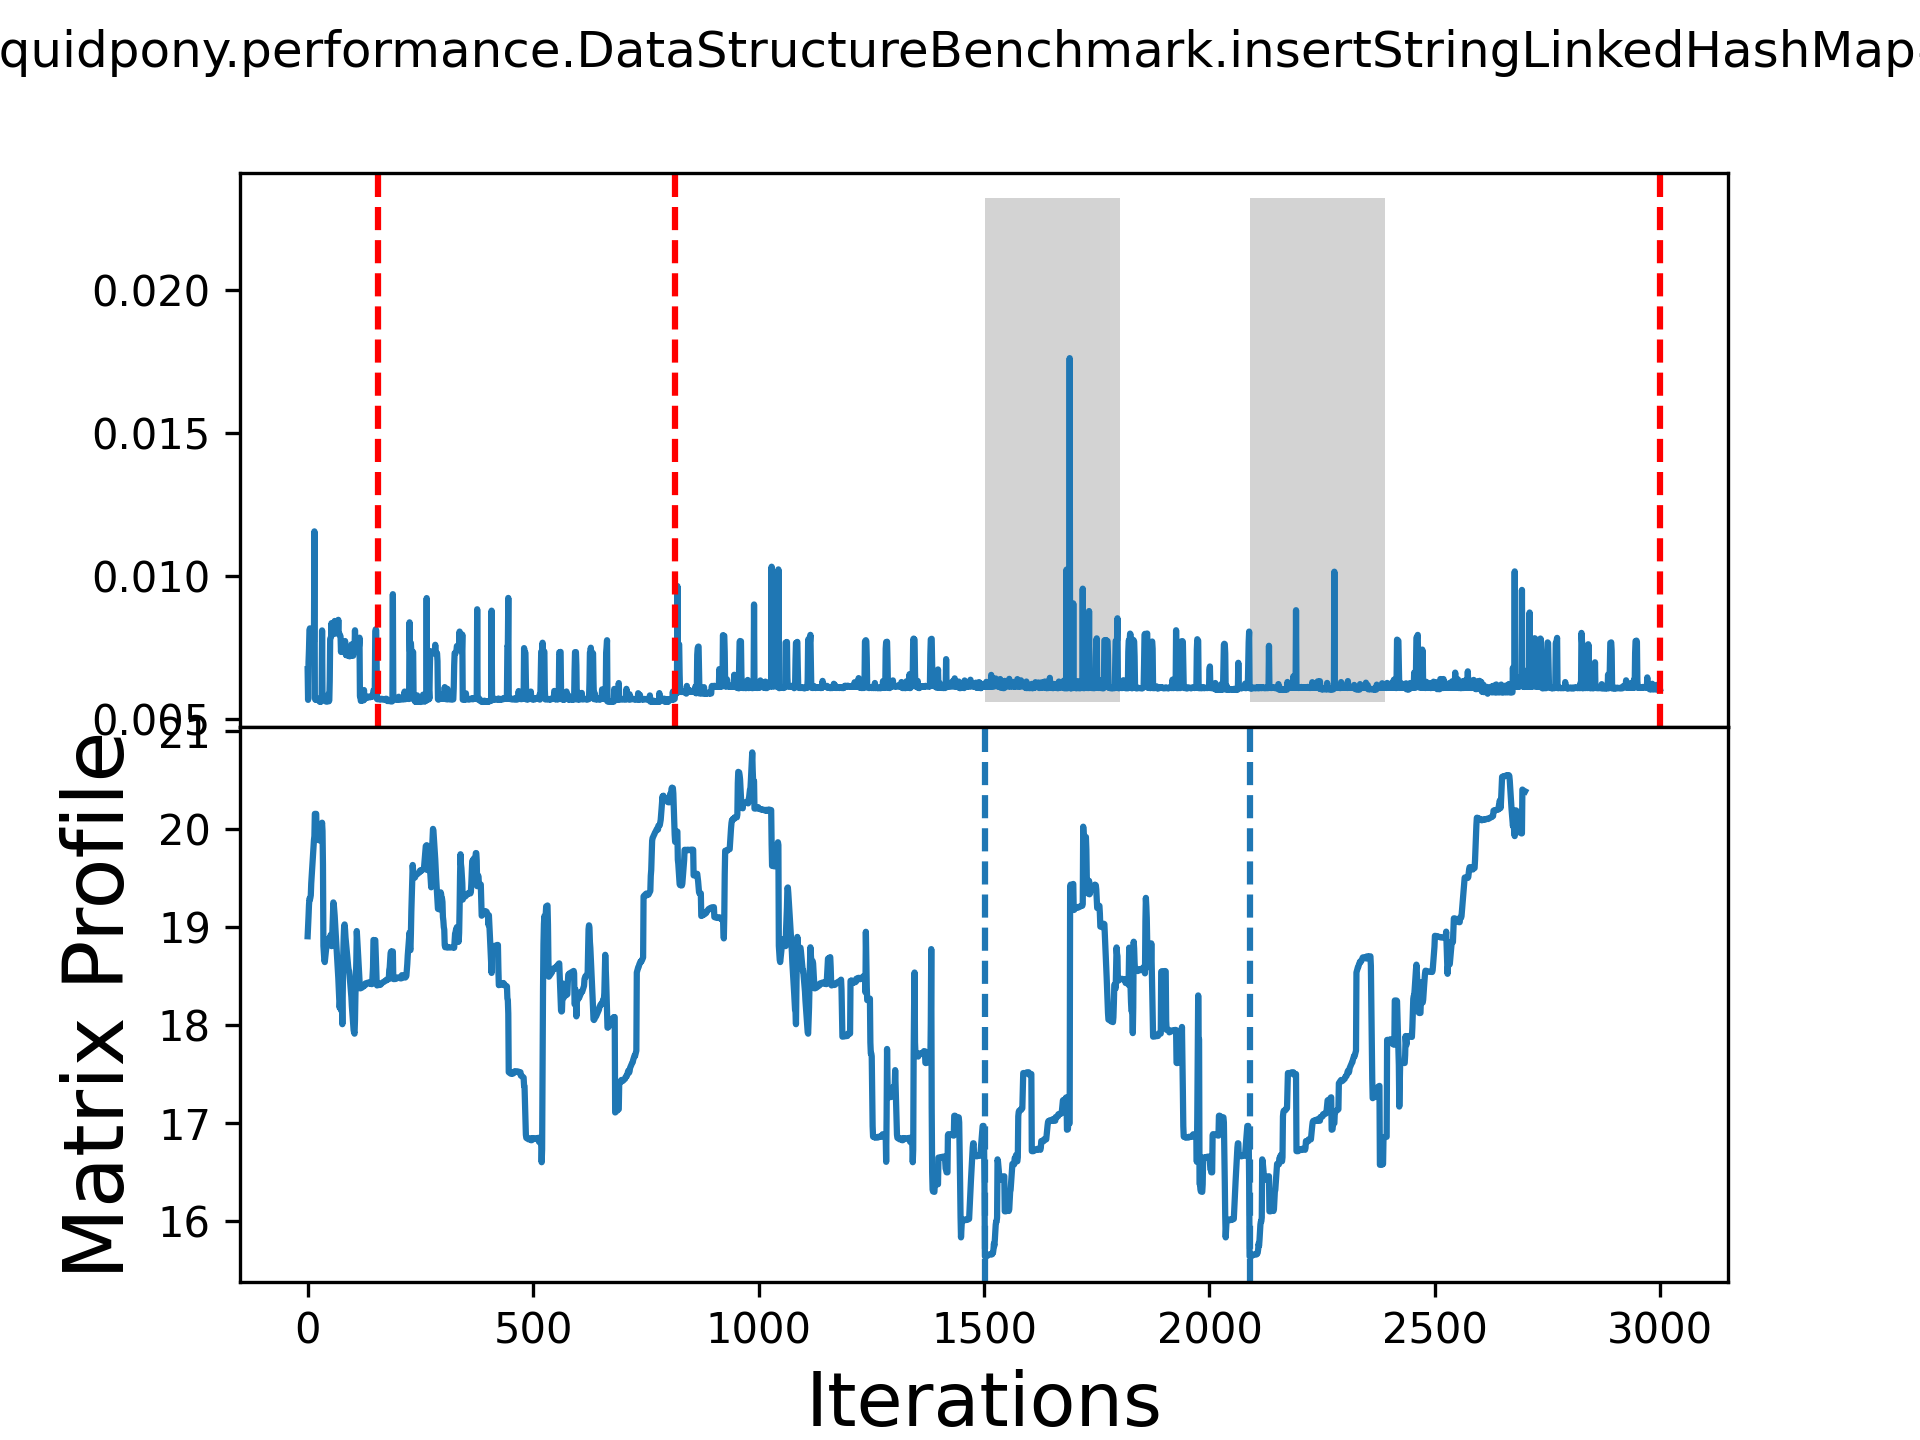 quidpony.performance.DataStructureBenchmark.insertStringLinkedHashMap
0.020
0.015
0.010
0.005
21
20
19
18
17
16
Matrix Profile
0 500 1000 1500 2000 2500 3000
Iterations